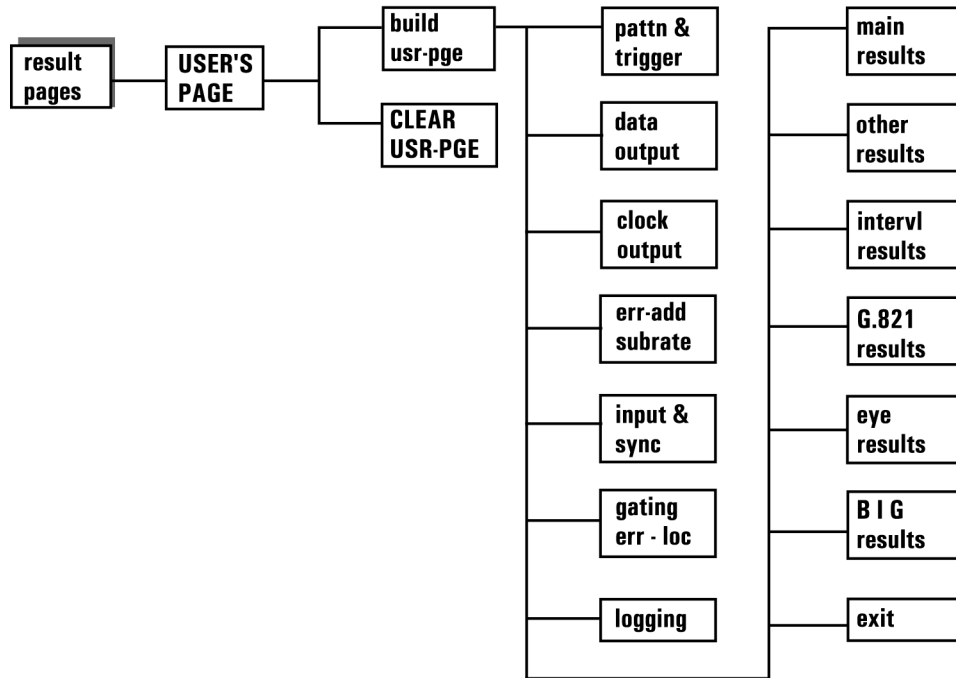 result
pages
USER'S
PAGE
build
usr-pge
CLEAR
USR-PGE
pattn &
trigger
data
output
clock
output
err-add
subrate
input &
sync
gating
err - loc
logging
main
results
other
results
intervl
results
G.821
results
eye
results
B I G
results
exit